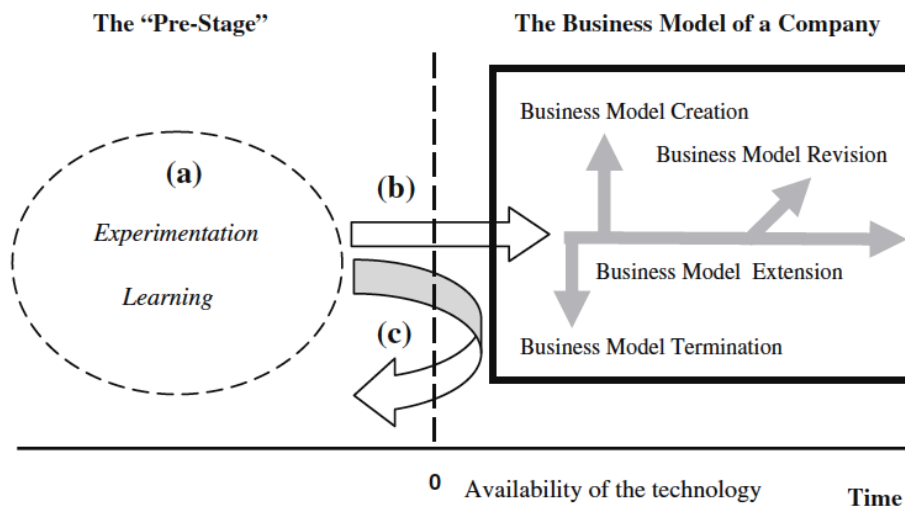 The “Pre-Stage”
The Business Model of a Company
(a)
Experimentation
Learning
(b)
(c)
Business Model Creation
Business Model Revision
Business Model Extension
Business Model Termination
0
Availability of the technology
Time